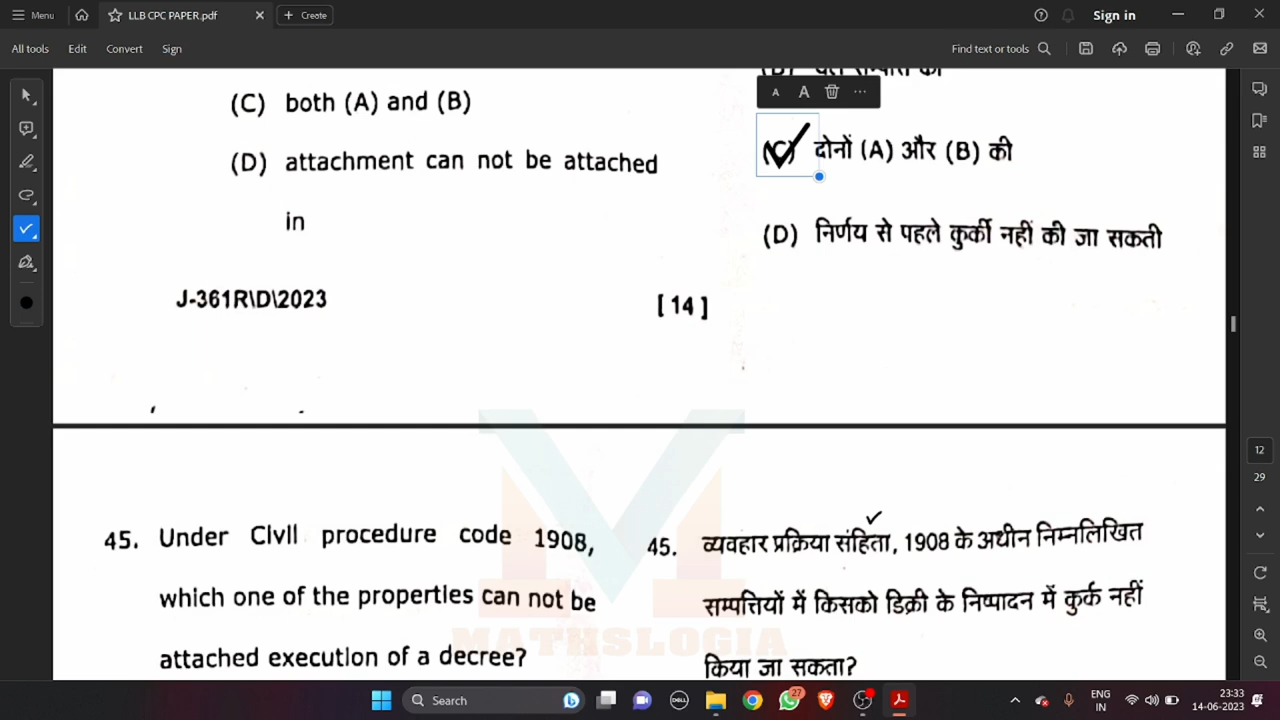 Menu
LLB CPC PAPER.pdf
Create
Sign in
All tools
Edit
Convert
Sign
Find text or tools
(C) both (A) and (B)
(D) attachment can not be attached
in
J-361R\D\2023
[ 14 ]
A A
(C) दोनों (A) और (B) की
(D) निर्णय से पहले कुर्की नहीं की जा सकती
12
29
45. Under Civil procedure code 1908,
which one of the properties can not be
attached execution of a decree?
45. व्यवहार प्रक्रिया संहिता, 1908 के अधीन निम्नलिखित
सम्पत्तियों में किसको डिक्री के निष्पादन में कुर्क नहीं
किया जा सकता?
MATHSLOGIA
Search
DELL
27
ENG
IN
23:33
14-06-2023